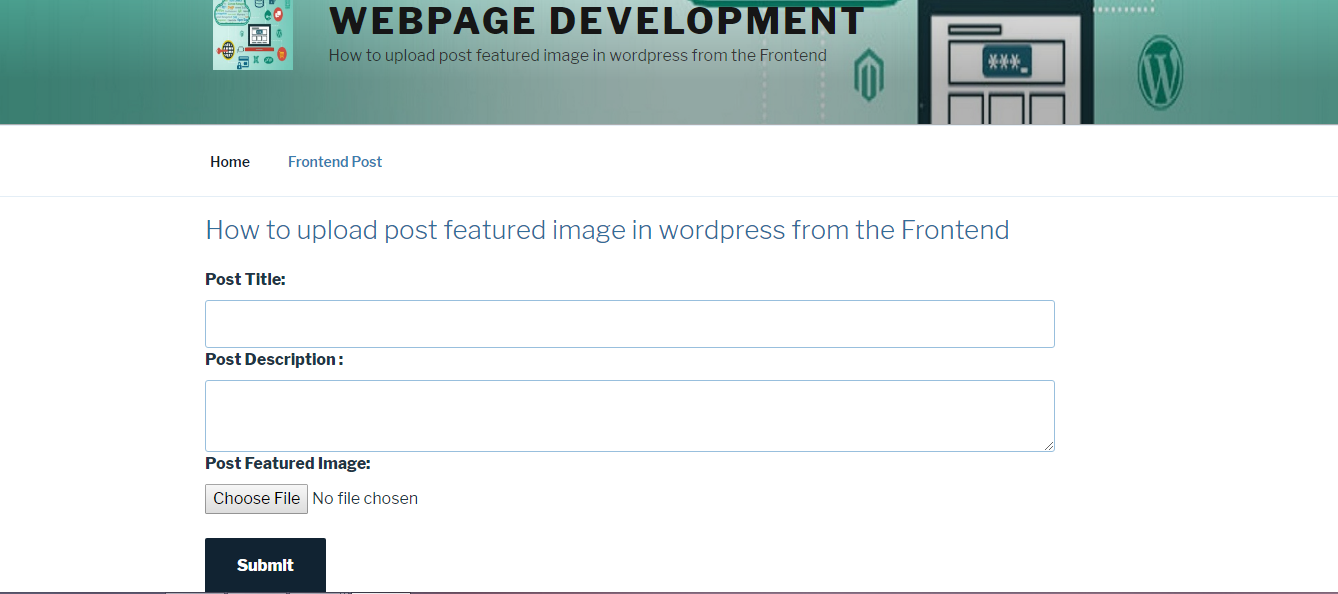 WEBPAGE DEVELOPMENT
How to upload post featured image in wordpress from the Frontend
***_
Home
Frontend Post
How to upload post featured image in wordpress from the Frontend
Post Title:
Post Description :
Post Featured Image:
Choose File No file chosen
Submit